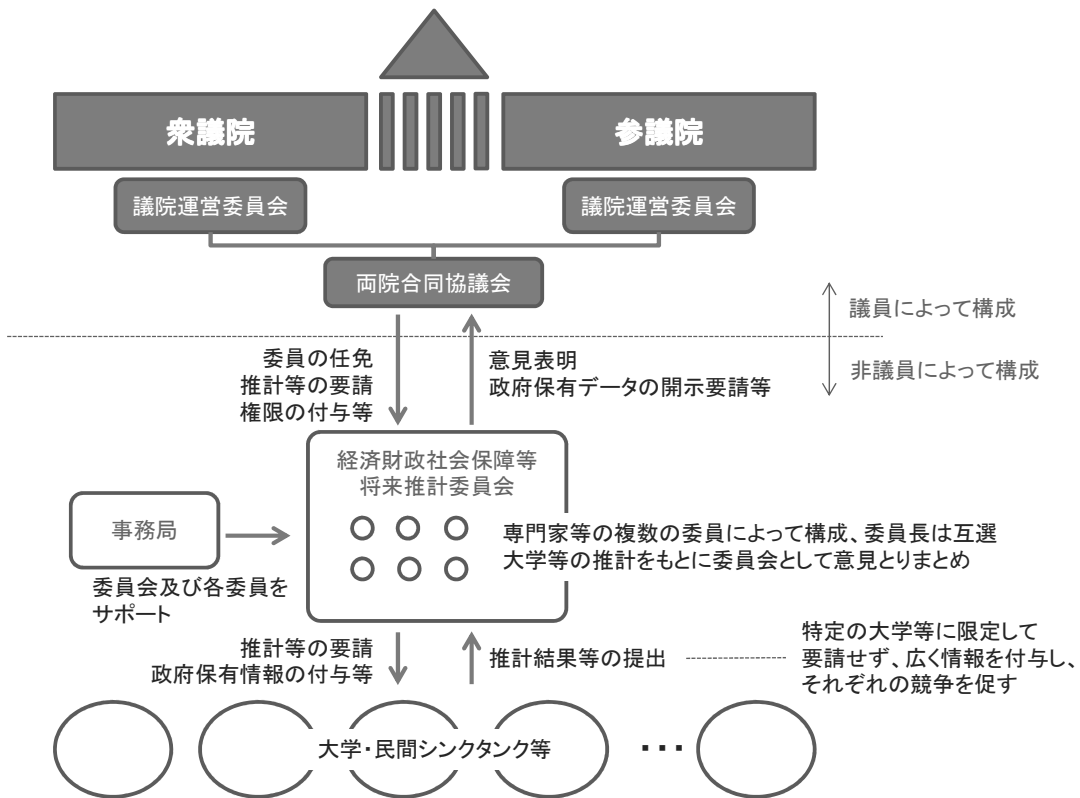 衆議院
参議院
議院運営委員会
議院運営委員会
両院合同協議会
議員によって構成
非議員によって構成
委員の任免
推計等の要請
権限の付与等
意見表明
政府保有データの開示要請等
経済財政社会保障等
将来推計委員会
事務局
委員会及び各委員を
サポート
専門家等の複数の委員によって構成、委員長は互選
大学等の推計をもとに委員会として意見とりまとめ
推計等の要請
政府保有情報の付与等
推計結果等の提出
特定の大学等に限定して
要請せず、広く情報を付与し、
それぞれの競争を促す
大学・民間シンクタンク等
・・・